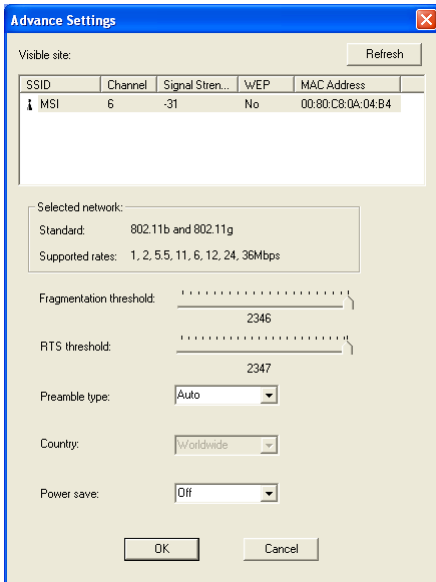 Advance Settings
Visible site:
Refresh
SSID Channel Signal Stren... WEP MAC Address
MSI 6 -31 No 00:80:C8:0A:04:B4
Selected network:
Standard: 802.11b and 802.11g
Supported rates: 1, 2, 5.5, 11, 6, 12, 24, 36Mbps
Fragmentation threshold:
2346
RTS threshold:
2347
Preamble type: Auto
Country: Worldwide
Power save: Off
OK Cancel